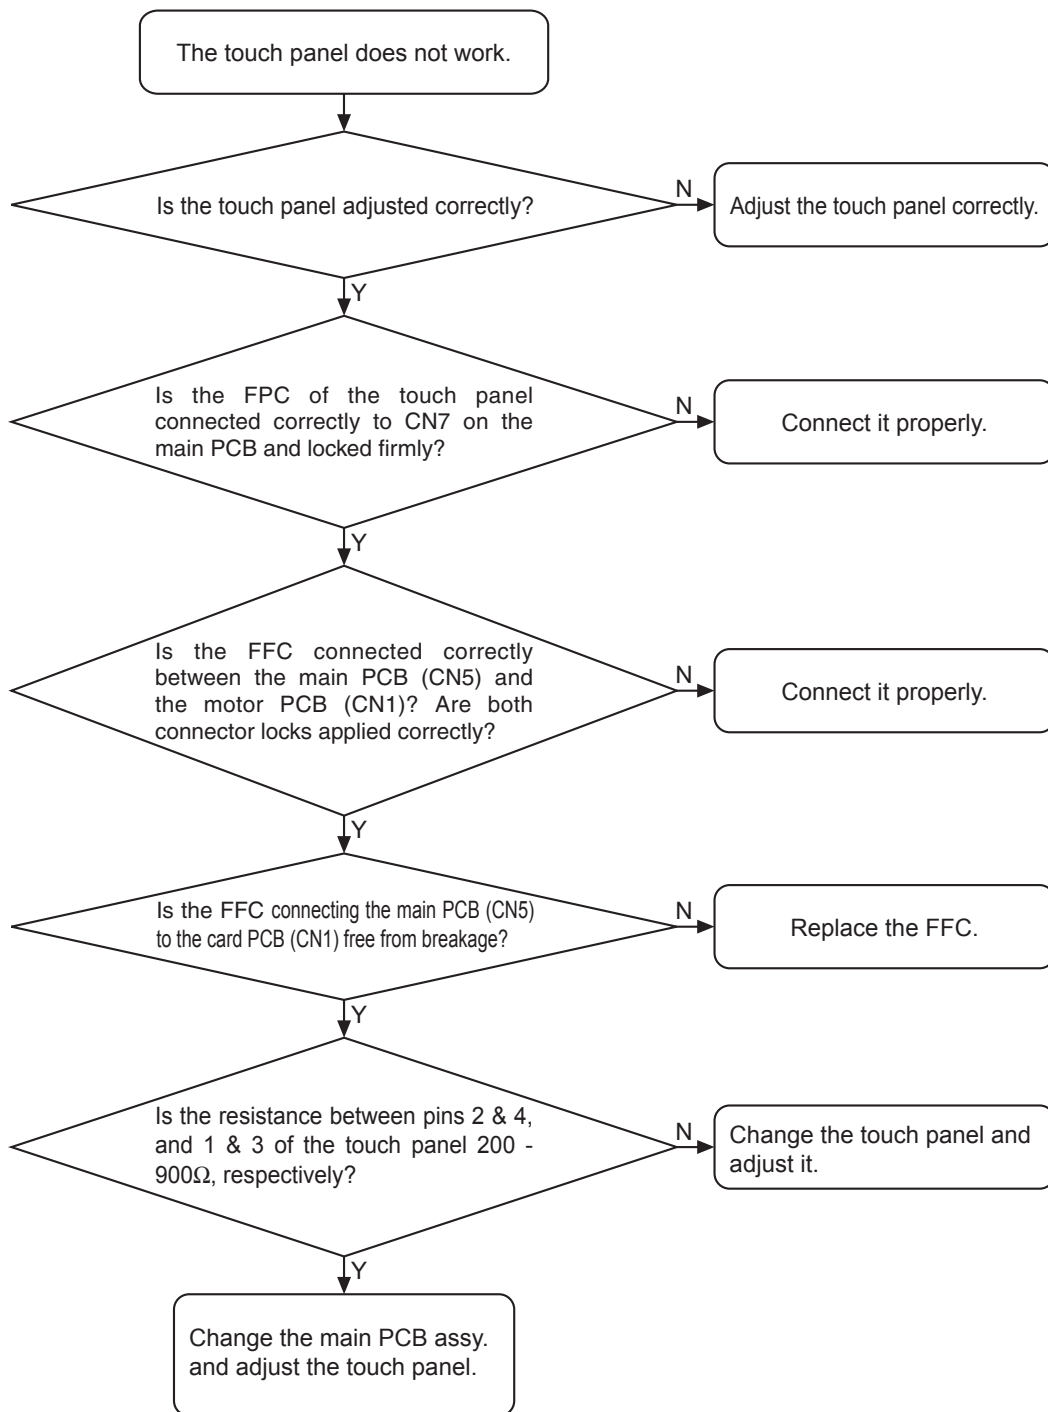 The touch panel does not work.
Is the touch panel adjusted correctly?
N
Adjust the touch panel correctly.
Y
Is the FPC of the touch panel
connected correctly to CN7 on the
main PCB and locked firmly?
N
Connect it properly.
Y
Is the FFC connected correctly
between the main PCB (CN5) and
the motor PCB (CN1)? Are both
connector locks applied correctly?
N
Connect it properly.
Y
Is the FFC connecting the main PCB (CN5)
to the card PCB (CN1) free from breakage?
N
Replace the FFC.
Y
Is the resistance between pins 2 & 4,
and 1 & 3 of the touch panel 200 -
900Ω, respectively?
N
Change the touch panel and
adjust it.
Y
Change the main PCB assy.
and adjust the touch panel.